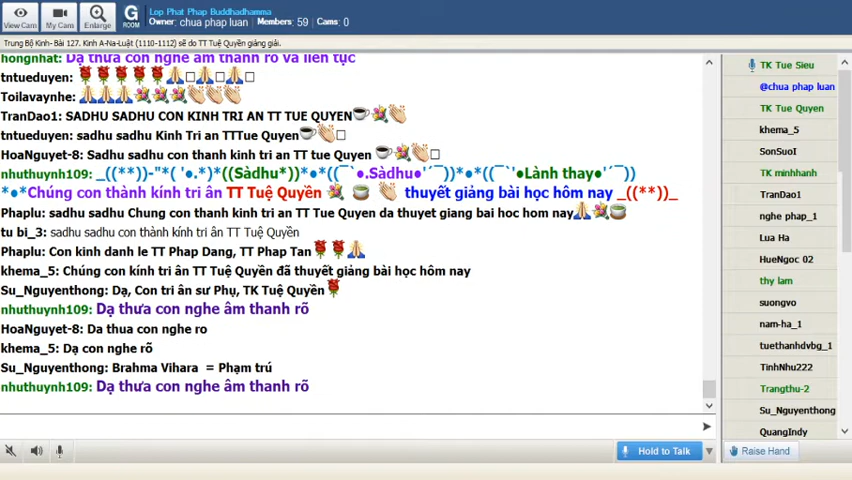 Lop Phat Phap Buddhadhamma
Owner: chua phap luan Members: 59 Cams: 0
View Cam
My Cam
Enlarge
G
ROOM
Trung Bộ Kinh- Bài 127. Kinh A-Na-Luật (1110-1112) sẽ do TT Tuệ Quyền giảng giải.
hongnhat: Dạ thưa con nghe âm thanh rõ và liên tục
tntueduyen:
Toilavaynhe:
TranDao1: SADHU SADHU CON KINH TRI AN TT TUE QUYEN
tntueduyen: sadhu sadhu Kinh Tri an TTTue Quyen
HoaNguyet-8: Sadhu sadhu con thanh kinh tri an TT tue Quyen
nhuthuynh109: _((**))-"*( '●.*)*((Sàdhu*))*●*((¯`●.Sàdhu●'´¯)*●*((¯`'●Lành thay●'´¯))
*●*Chúng con thành kính tri ân TT Tuệ Quyền thuyết giảng bài học hôm nay _((**))_
Phaplu: sadhu sadhu Chung con thanh kinh tri an TT Tue Quyen da thuyet giang bai hoc hom nay
tu bi_3: sadhu sadhu con thành kính tri ân TT Tuệ Quyền
Phaplu: Con kinh danh le TT Phap Dang, TT Phap Tan
khema_5: Chúng con kính tri ân TT Tuệ Quyền đã thuyết giảng bài học hôm nay
Su_Nguyenthong: Dạ, Con tri ân sư Phụ, TK Tuệ Quyền
nhuthuynh109: Dạ thưa con nghe âm thanh rõ
HoaNguyet-8: Da thua con nghe ro
khema_5: Dạ con nghe rõ
Su_Nguyenthong: Brahma Vihara = Phạm trú
nhuthuynh109: Dạ thưa con nghe âm thanh rõ
Hold to Talk
TK Tue Sieu
@chua phap luan
TK Tue Quyen
khema_5
SonSuoI
TK minhhanh
TranDao1
nghe phap_1
Lua Ha
HueNgoc 02
thy lam
suongvo
nam-ha_1
tuethanhdvbg_1
TinhNhu222
Trangthu-2
Su_Nguyenthong
QuangIndy
Raise Hand